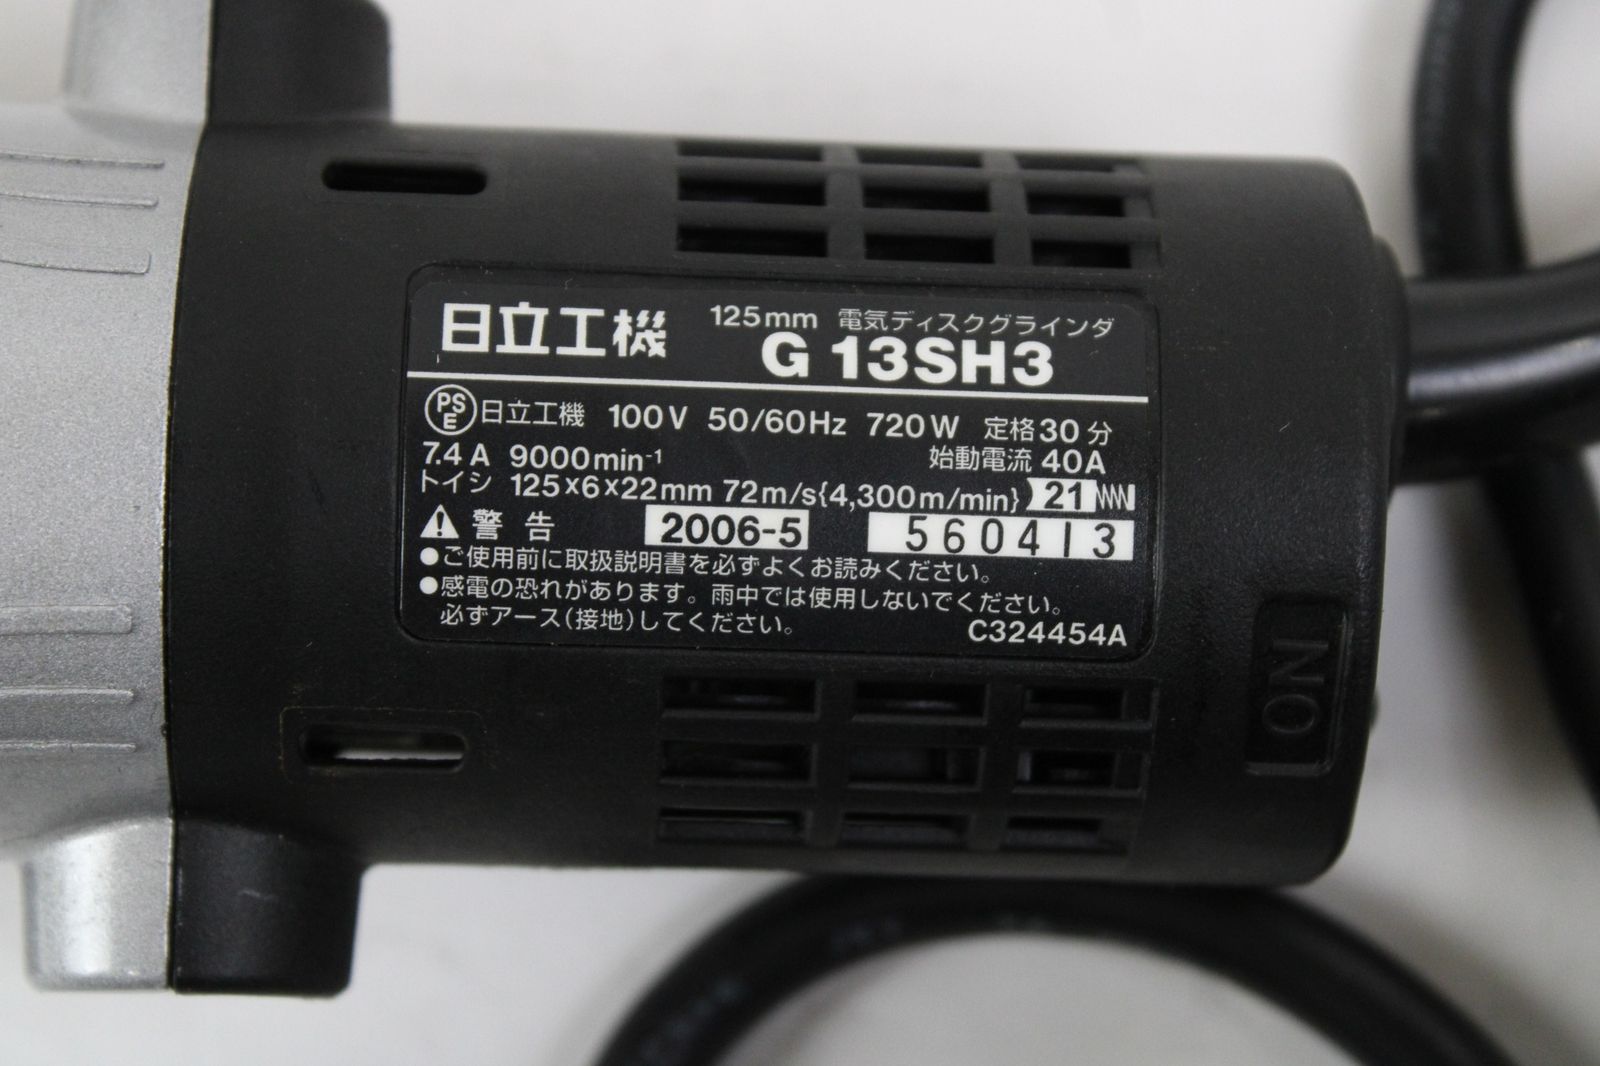 日立工機 125mm 電気ディスクグラインダ
G 13SH3
PSE 日立工機 100V 50/60Hz 720W 定格30分
7.4A 9000min⁻¹ 始動電流 40A
トイシ 125×6×22mm 72m/s{4,300m/min} 21
⚠ 警告 2006-5 560413
●ご使用前に取扱説明書を必ずよくお読みください。
●感電の恐れがあります。雨中では使用しないでください。
必ずアース(接地)してください。 C324454A
ON